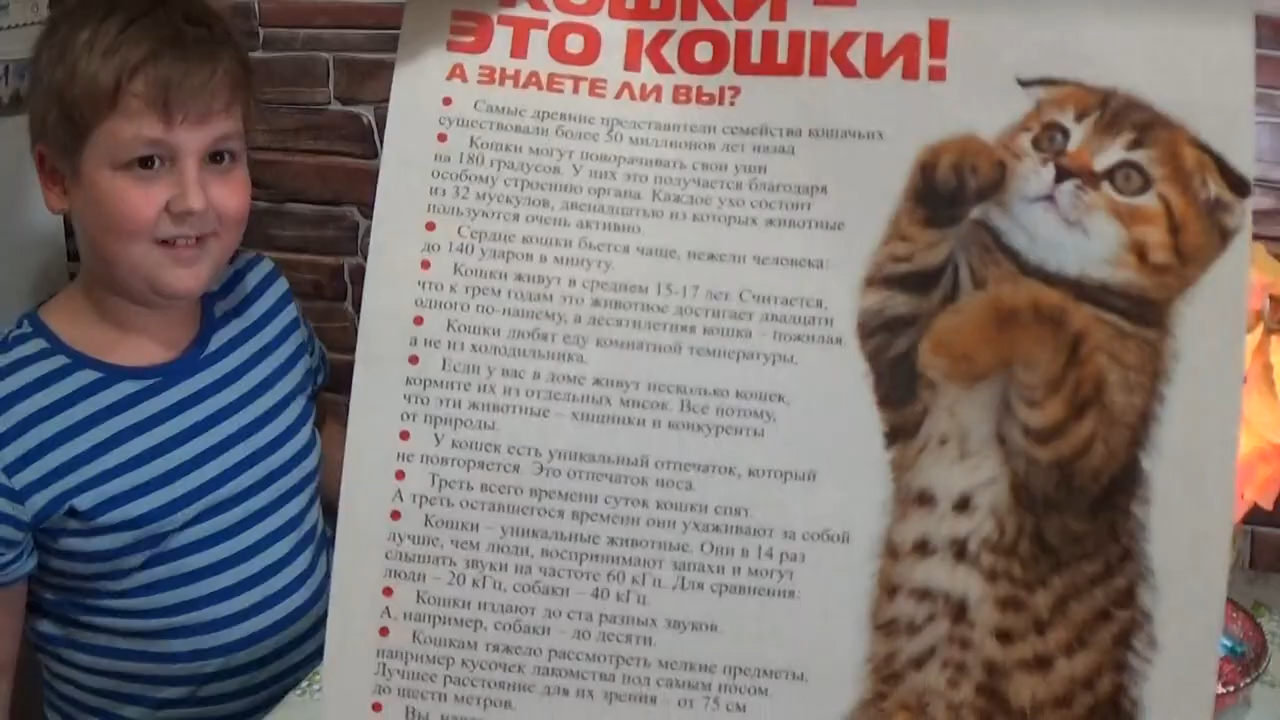 КОШКИ –
ЭТО КОШКИ!
А ЗНАЕТЕ ЛИ ВЫ?
• Самые древние представители семейства кошачьих
существовали более 50 миллионов лет назад
• Кошки могут поворачивать свои уши
на 180 градусов. У них это получается благодаря
особому строению органа. Каждое ухо состоит
из 32 мускулов, двенадцатью из которых животные
пользуются очень активно.
• Сердце кошки бьется чаще, нежели человека:
до 140 ударов в минуту.
• Кошки живут в среднем 15-17 лет. Считается,
что к трем годам это животное достигает двадцати
одного по-нашему, а десятилетняя кошка - пожилая.
• Кошки любят еду комнатной температуры,
а не из холодильника.
• Если у вас в доме живут несколько кошек,
кормите их из отдельных мисок. Все потому,
что эти животные – хищники и конкуренты
от природы.
• У кошек есть уникальный отпечаток, который
не повторяется. Это отпечаток носа.
• Треть всего времени суток кошки спят.
А треть оставшегося времени они ухаживают за собой
• Кошки – уникальные животные. Они в 14 раз
лучше, чем люди, воспринимают запахи и могут
слышать звуки на частоте 60 кГц. Для сравнения:
люди – 20 кГц, собаки – 40 кГц.
• Кошки издают до ста разных звуков.
А, например, собаки – до десяти.
• Кошкам тяжело рассмотреть мелкие предметы,
например кусочек лакомства под самым носом.
Лучшее расстояние для их зрения – от 75 см
до шести метров.
• Вы